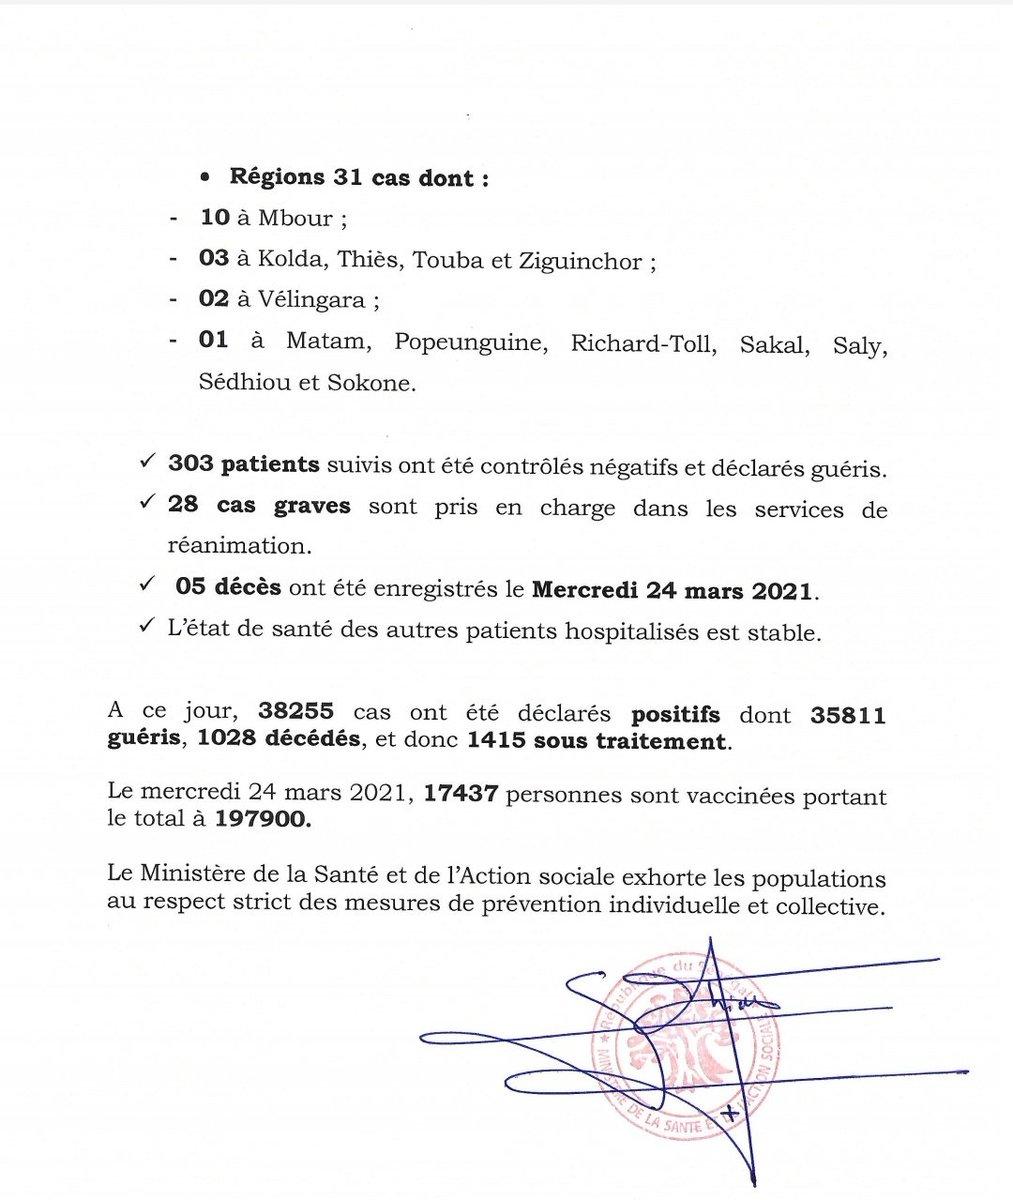 • Régions 31 cas dont :
- 10 à Mbour ;
- 03 à Kolda, Thiès, Touba et Ziguinchor ;
- 02 à Vélingara ;
- 01 à Matam, Popeunguine, Richard-Toll, Sakal, Saly,
Sédhiou et Sokone.
✓ 303 patients suivis ont été contrôlés négatifs et déclarés guéris.
✓ 28 cas graves sont pris en charge dans les services de
réanimation.
✓ 05 décès ont été enregistrés le Mercredi 24 mars 2021.
✓ L’état de santé des autres patients hospitalisés est stable.
A ce jour, 38255 cas ont été déclarés positifs dont 35811
guéris, 1028 décédés, et donc 1415 sous traitement.
Le mercredi 24 mars 2021, 17437 personnes sont vaccinées portant
le total à 197900.
Le Ministère de la Santé et de l’Action sociale exhorte les populations
au respect strict des mesures de prévention individuelle et collective.
République du Sénégal
DE LA SANTE ET L'ACTION SOCIALE